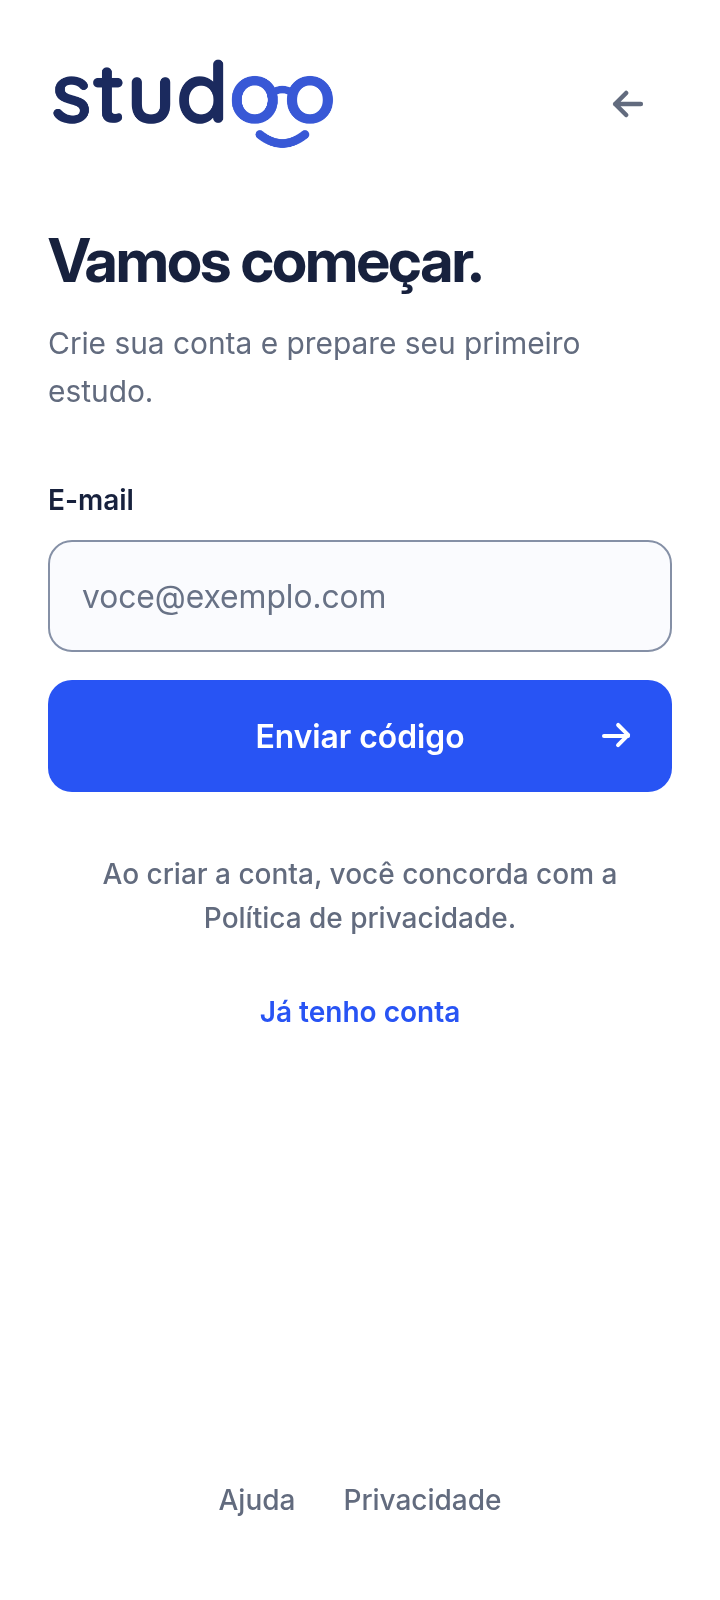 studoo
Vamos começar.
Crie sua conta e prepare seu primeiro
estudo.
E-mail
voce@exemplo.com
Enviar código
Ao criar a conta, você concorda com a
Política de privacidade.
Já tenho conta
Ajuda Privacidade